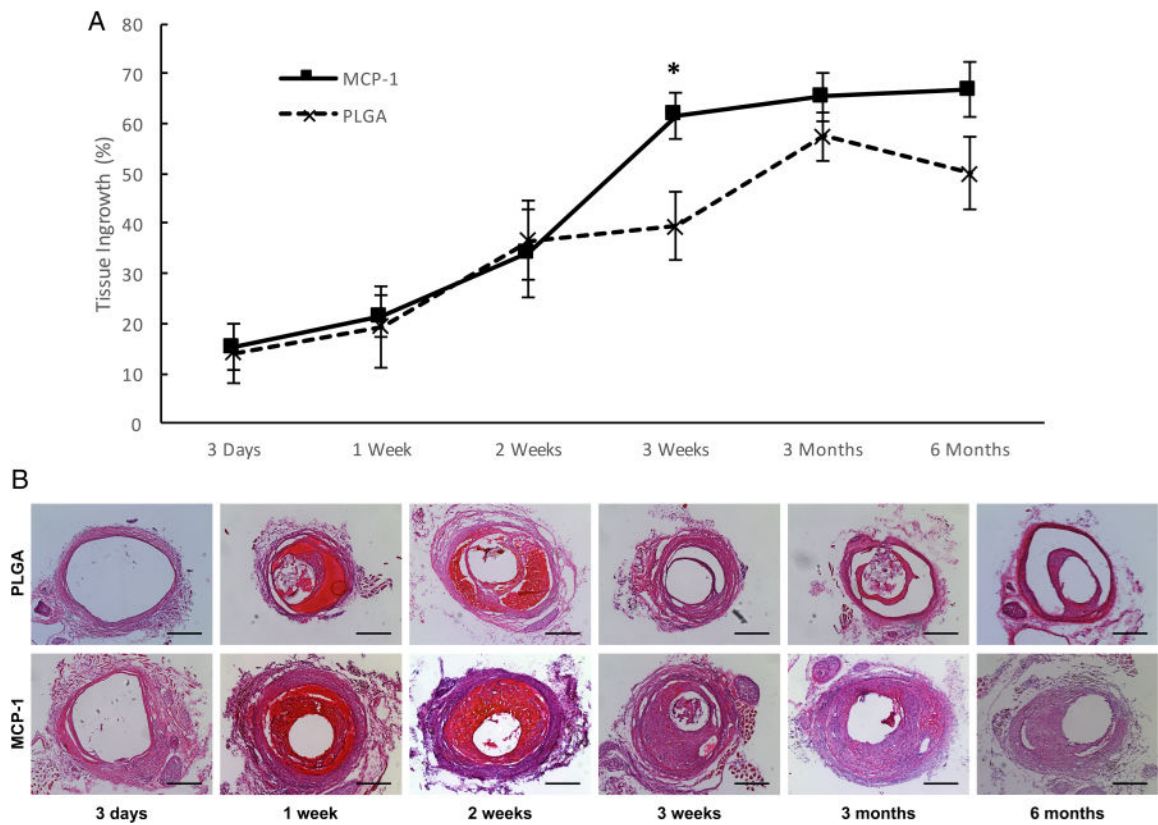 A
80
70
60
50
40
30
20
10
0
Tissue Ingrowth (%)
MCP-1
PLGA
*
3 Days 1 Week 2 Weeks 3 Weeks 3 Months 6 Months
B
PLGA
MCP-1
3 days 1 week 2 weeks 3 weeks 3 months 6 months